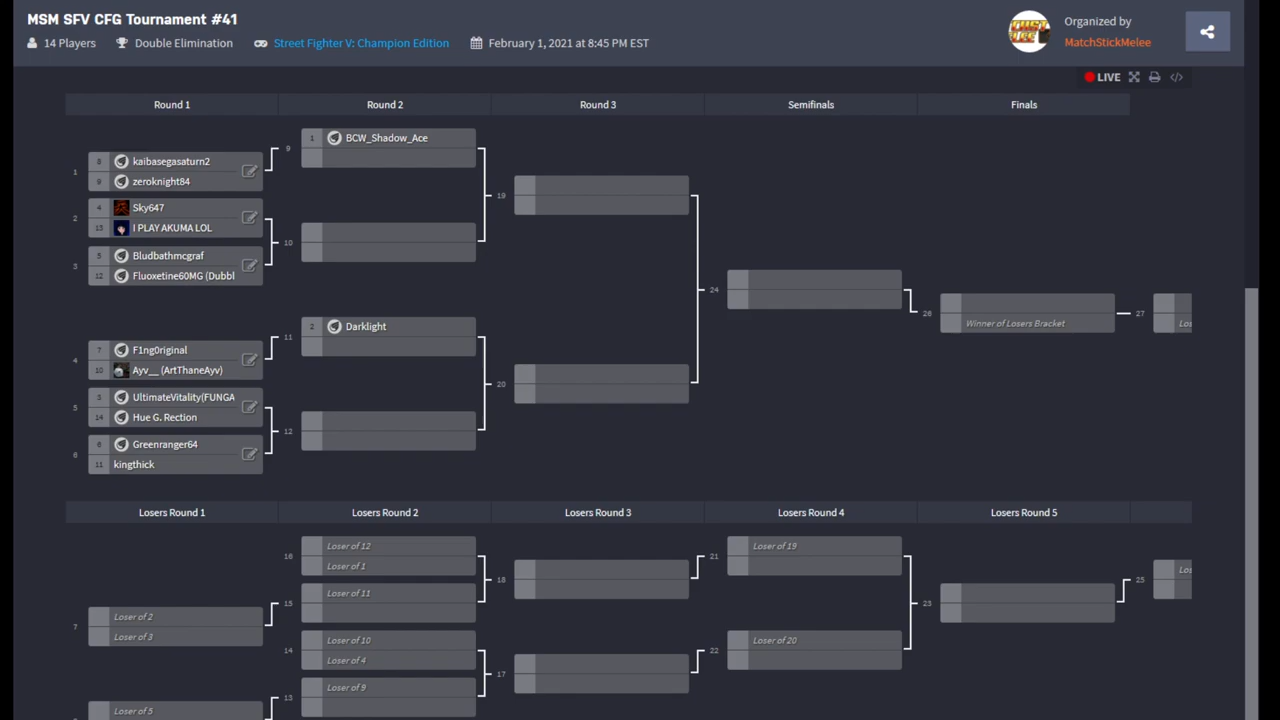 MSM SFV CFG Tournament #41
14 Players Double Elimination Street Fighter V: Champion Edition February 1, 2021 at 8:45 PM EST
Organized by
MatchStickMelee
LIVE
Round 1 Round 2 Round 3 Semifinals Finals
1 BCW_Shadow_Ace
9
8 kaibasegasaturn2
1
9 zeroknight84
19
4 Sky647
2
13 I PLAY AKUMA LOL
10
5 Bludbathmcgraf
3
12 Fluoxetine60MG (Dubbl
24
26
27
Winner of Losers Bracket Los
2 Darklight
11
7 F1ng0riginal
4
10 Ayv__ (ArtThaneAyv)
20
3 UltimateVitality(FUNGA
5
14 Hue G. Rection
12
6 Greenranger64
6
11 kingthick
Losers Round 1 Losers Round 2 Losers Round 3 Losers Round 4 Losers Round 5
Loser of 12 Loser of 19
16 21
Loser of 1
Los
18 25
Loser of 11
15 23
Loser of 2
7
Loser of 3
Loser of 10 Loser of 20
14 22
Loser of 4
17
Loser of 9
13
Loser of 5